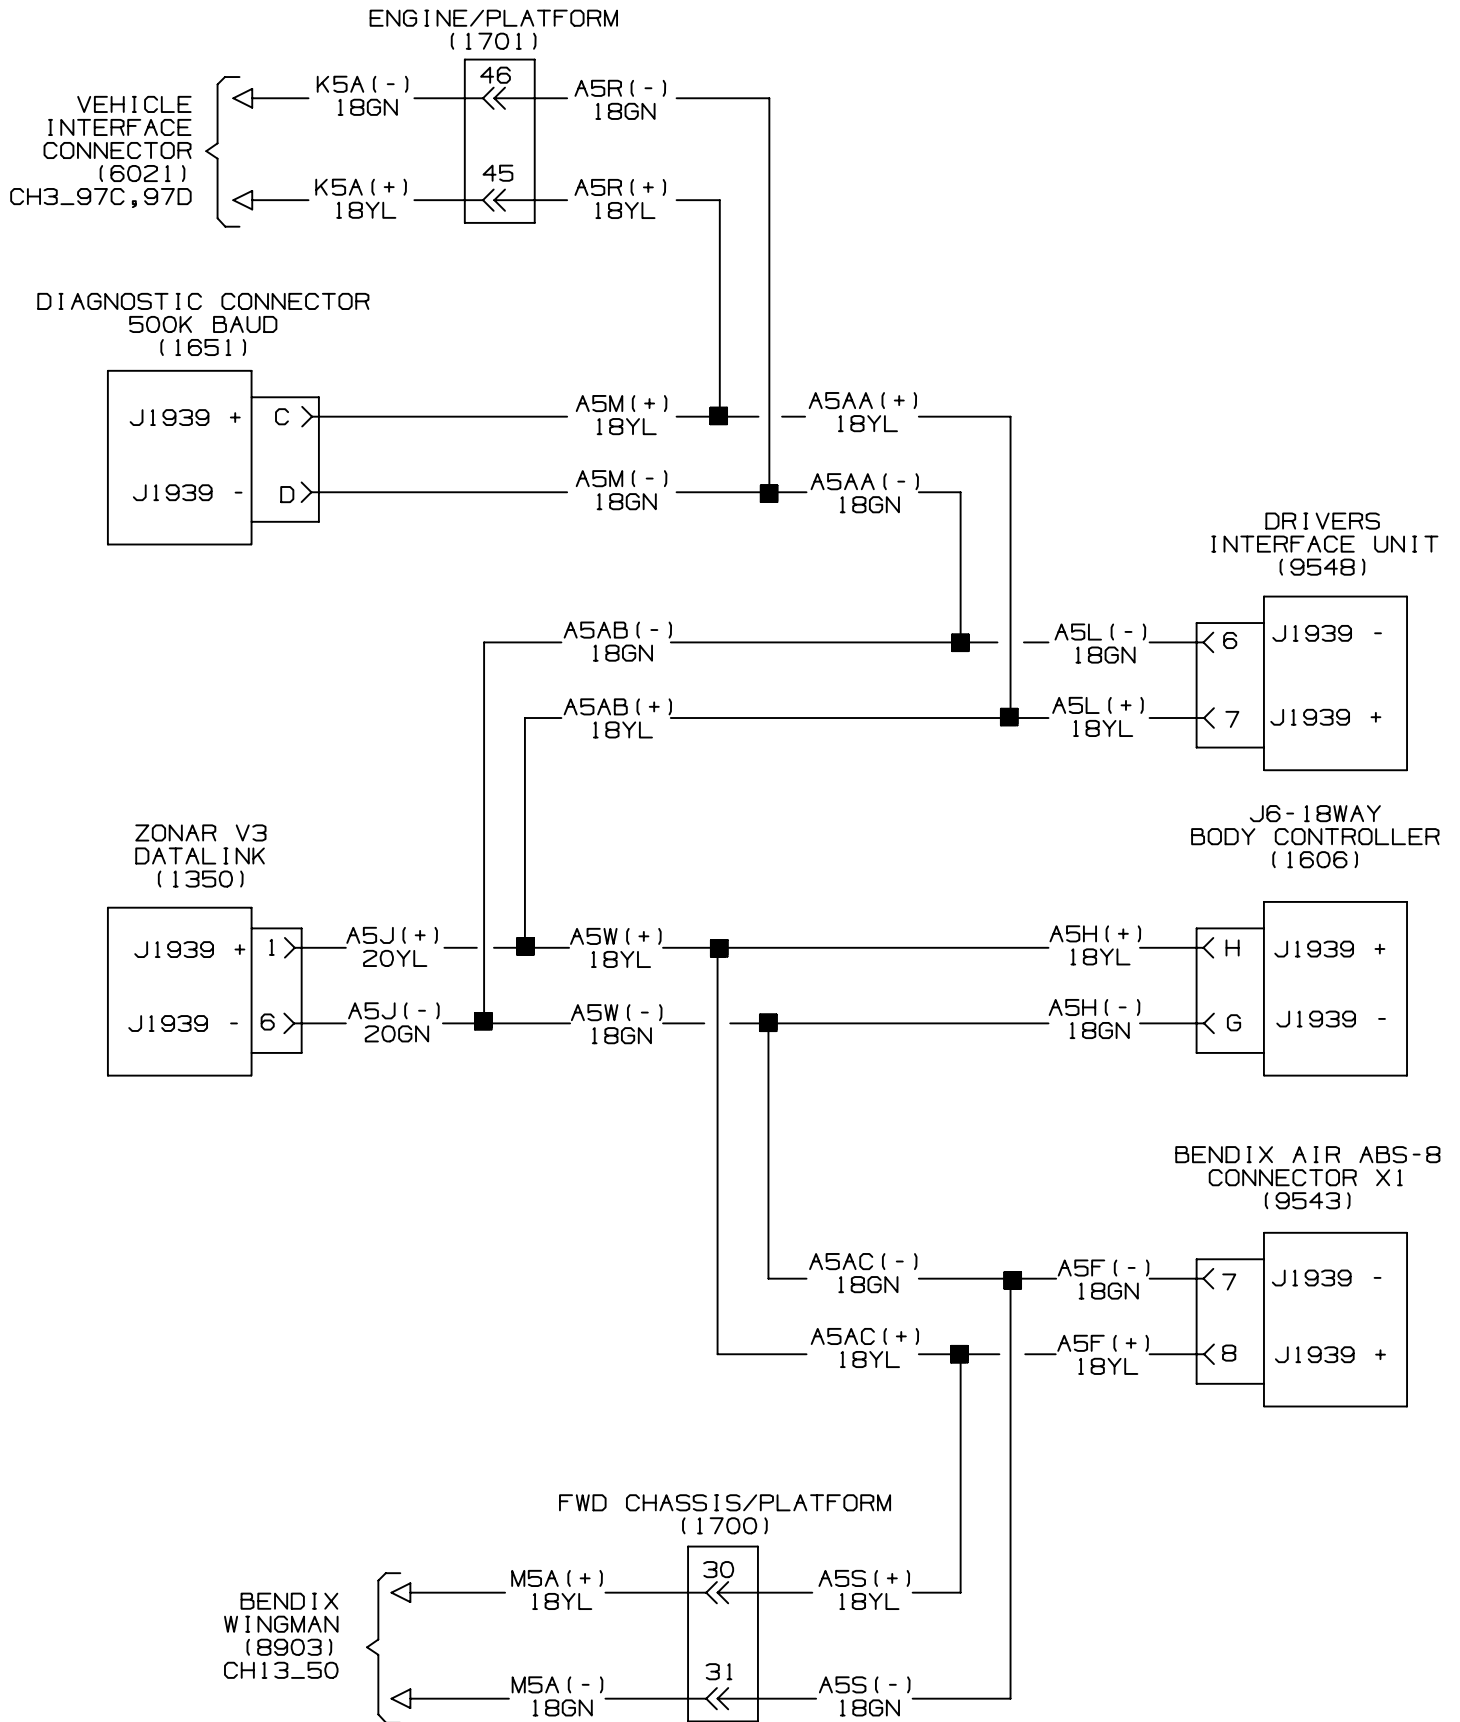 ENGINE/PLATFORM
(1701)
VEHICLE
INTERFACE
CONNECTOR
(6021)
CH3_97C,97D
K5A(-)
18GN
46
A5R(-)
18GN
K5A(+)
18YL
45
A5R(+)
18YL
DIAGNOSTIC CONNECTOR
500K BAUD
(1651)
J1939 +
C
A5M(+)
18YL
A5AA(+)
18YL
J1939 -
D
A5M(-)
18GN
A5AA(-)
18GN
DRIVERS
INTERFACE UNIT
(9548)
A5AB(-)
18GN
A5L(-)
18GN
6
J1939 -
A5AB(+)
18YL
A5L(+)
18YL
7
J1939 +
ZONAR V3
DATALINK
(1350)
J6-18WAY
BODY CONTROLLER
(1606)
J1939 +
1
A5J(+)
20YL
A5W(+)
18YL
A5H(+)
18YL
H
J1939 +
J1939 -
6
A5J(-)
20GN
A5W(-)
18GN
A5H(-)
18GN
G
J1939 -
BENDIX AIR ABS-8
CONNECTOR X1
(9543)
A5AC(-)
18GN
A5F(-)
18GN
7
J1939 -
A5AC(+)
18YL
A5F(+)
18YL
8
J1939 +
FWD CHASSIS/PLATFORM
(1700)
BENDIX
WINGMAN
(8903)
CH13_50
M5A(+)
18YL
30
A5S(+)
18YL
M5A(-)
18GN
31
A5S(-)
18GN